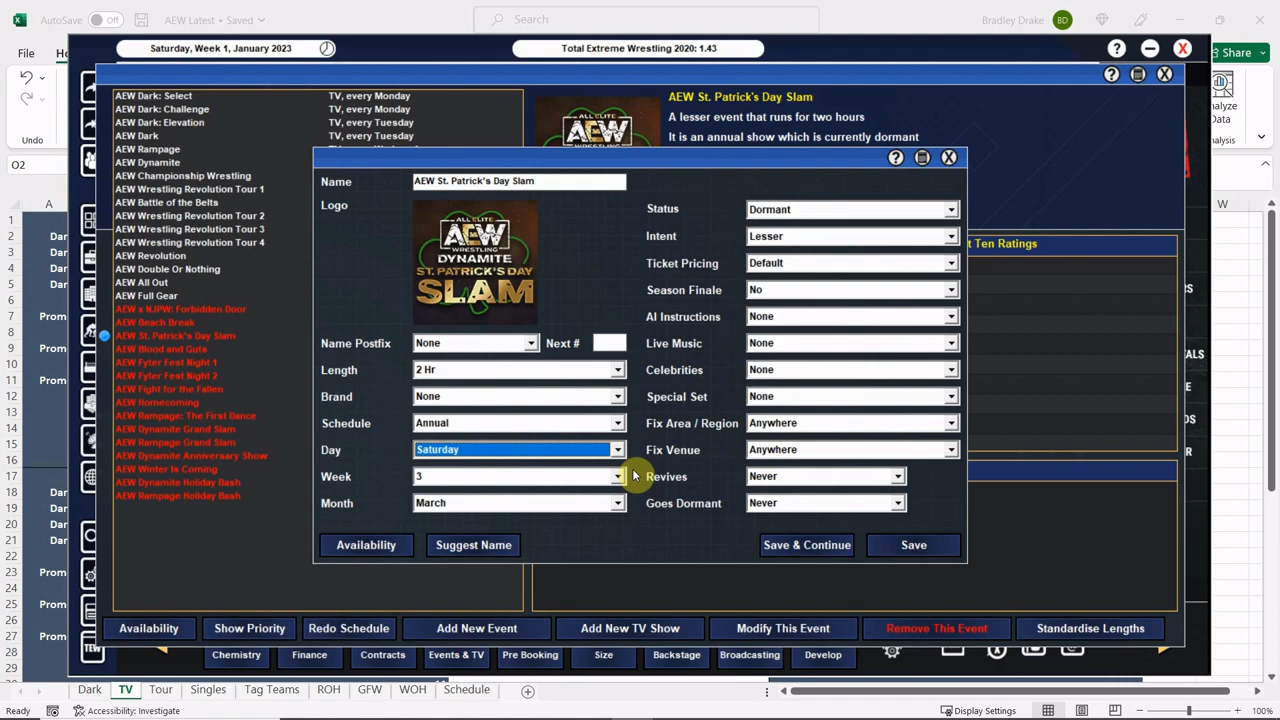 AutoSave Off AEW Latest • Saved Search Bradley Drake BD
File Share
Undo
O2
W
Saturday, Week 1, January 2023
Total Extreme Wrestling 2020: 1.43
AEW Dark: Select TV, every Monday
AEW Dark: Challenge TV, every Monday
AEW Dark: Elevation TV, every Tuesday
AEW Dark TV, every Tuesday
AEW Rampage
AEW Dynamite
AEW Championship Wrestling
AEW Wrestling Revolution Tour 1
AEW Battle of the Belts
AEW Wrestling Revolution Tour 2
AEW Wrestling Revolution Tour 3
AEW Wrestling Revolution Tour 4
AEW Revolution
AEW Double Or Nothing
AEW All Out
AEW Full Gear
AEW x NJPW: Forbidden Door
AEW Beach Break
AEW St. Patrick's Day Slam
AEW Blood and Guts
AEW Fyter Fest Night 1
AEW Fyter Fest Night 2
AEW Fight for the Fallen
AEW Homecoming
AEW Rampage: The First Dance
AEW Dynamite Grand Slam
AEW Rampage Grand Slam
AEW Dynamite Anniversary Show
AEW Winter Is Coming
AEW Dynamite Holiday Bash
AEW Rampage Holiday Bash
ALL ELITE
AEW
AEW St. Patrick's Day Slam
A lesser event that runs for two hours
It is an annual show which is currently dormant
t Ten Ratings
Name AEW St. Patrick's Day Slam
Logo
ALL ELITE
AEW
WRESTLING
DYNAMITE
ST. PATRICK'S DAY
SLAM
Name Postfix None Next #
Length 2 Hr
Brand None
Schedule Annual
Day Saturday
Week 3
Month March
Status Dormant
Intent Lesser
Ticket Pricing Default
Season Finale No
AI Instructions None
Live Music None
Celebrities None
Special Set None
Fix Area / Region Anywhere
Fix Venue Anywhere
Revives Never
Goes Dormant Never
Availability Suggest Name Save & Continue Save
Availability Show Priority Redo Schedule Add New Event Add New TV Show Modify This Event Remove This Event Standardise Lengths
Chemistry Finance Contracts Events & TV Pre Booking Size Backstage Broadcasting Develop
Dark TV Tour Singles Tag Teams ROH GFW WOH Schedule
Ready Accessibility: Investigate Display Settings 100%